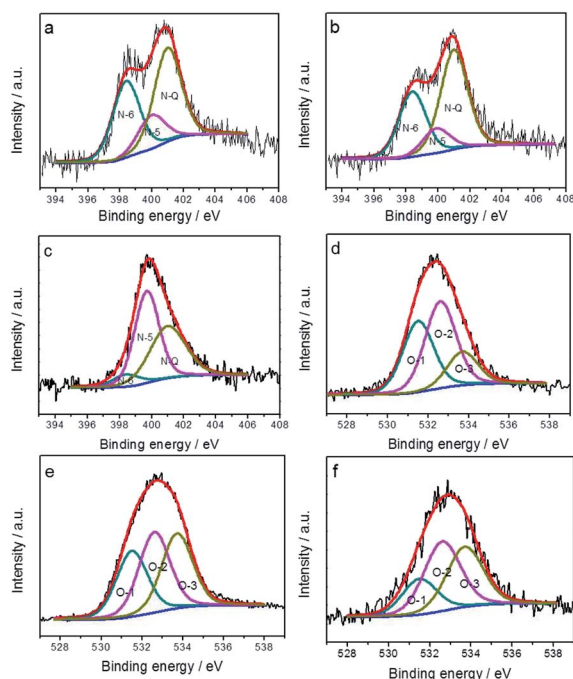 a
N-6
N-5
N-Q
Intensity / a.u.
394 396 398 400 402 404 406 408
Binding energy / eV
b
N-6
N-5
N-Q
Intensity / a.u.
394 396 398 400 402 404 406 408
Binding energy / eV
c
N-5
N-Q
N-6
Intensity / a.u.
394 396 398 400 402 404 406 408
Binding energy / eV
d
O-1
O-2
O-3
Intensity / a.u.
528 530 532 534 536 538
Binding energy / eV
e
O-1
O-2
O-3
Intensity / a.u.
528 530 532 534 536 538
Binding energy / eV
f
O-1
O-2
O-3
Intensity / a.u.
528 530 532 534 536 538
Binding energy / eV